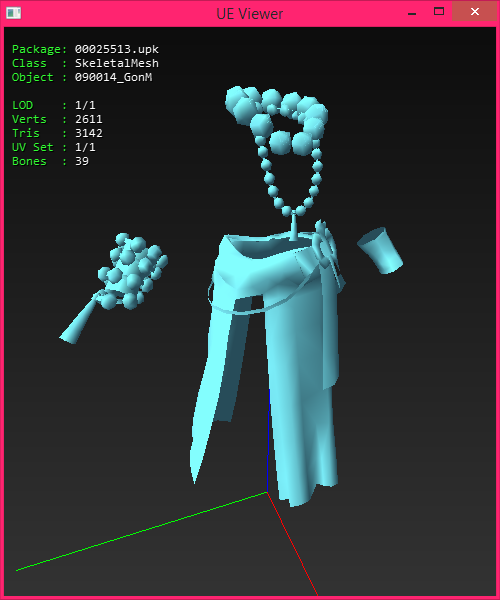 UE Viewer
Package: 00025513.upk
Class  : SkeletalMesh
Object : 090014_GonM
LOD    : 1/1
Verts  : 2611
Tris   : 3142
UV Set : 1/1
Bones  : 39